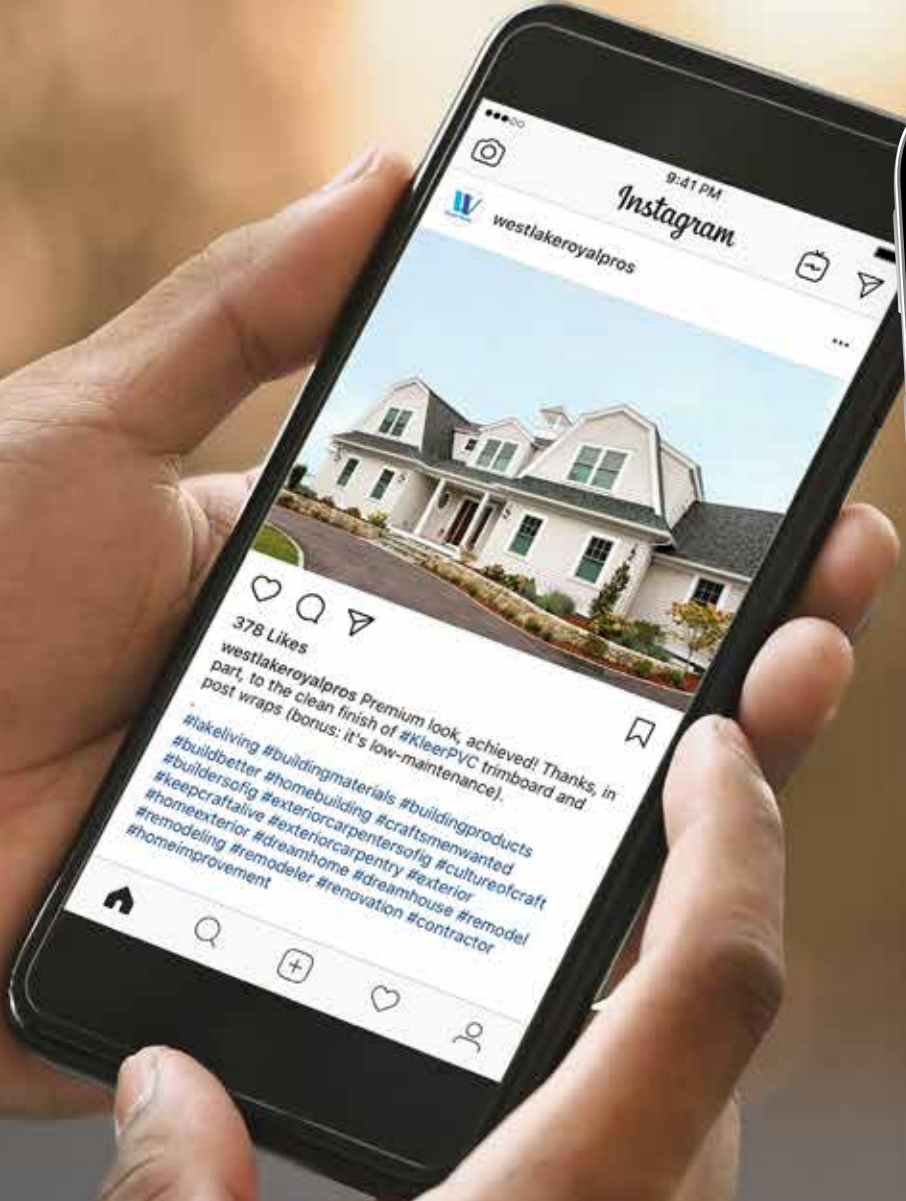 9:41 PM
Instagram
westlakeroyalpros
378 Likes
westlakeroyalpros Premium look, achieved! Thanks, in
part, to the clean finish of #KleerPVC trimboard and
post wraps (bonus: it's low-maintenance).
.
#lakeliving #buildingmaterials #buildingproducts
#buildbetter #homebuilding #craftsmenwanted
#buildersofig #exteriorcarpentersofig #cultureofcraft
#keepcraftalive #exteriorcarpentry #exterior
#homeexterior #dreamhome #dreamhouse #remodel
#remodeling #remodeler #renovation #contractor
#homeimprovement